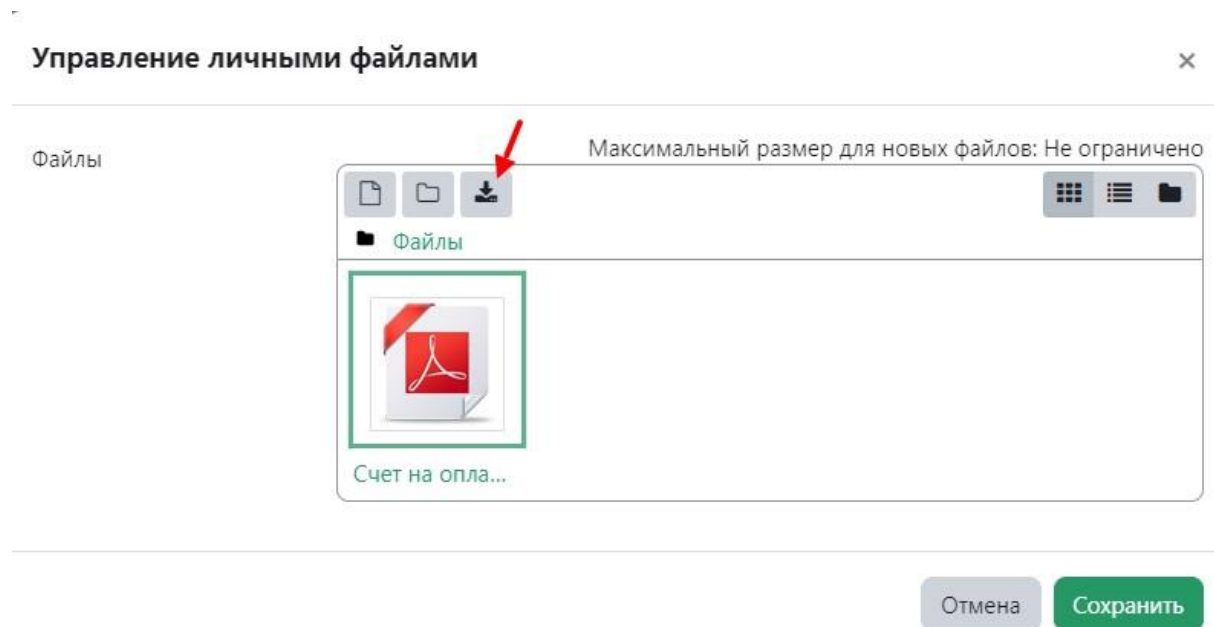 Управление личными файлами
Файлы
Максимальный размер для новых файлов: Не ограничено
Файлы
Счет на опла...
Отмена
Сохранить